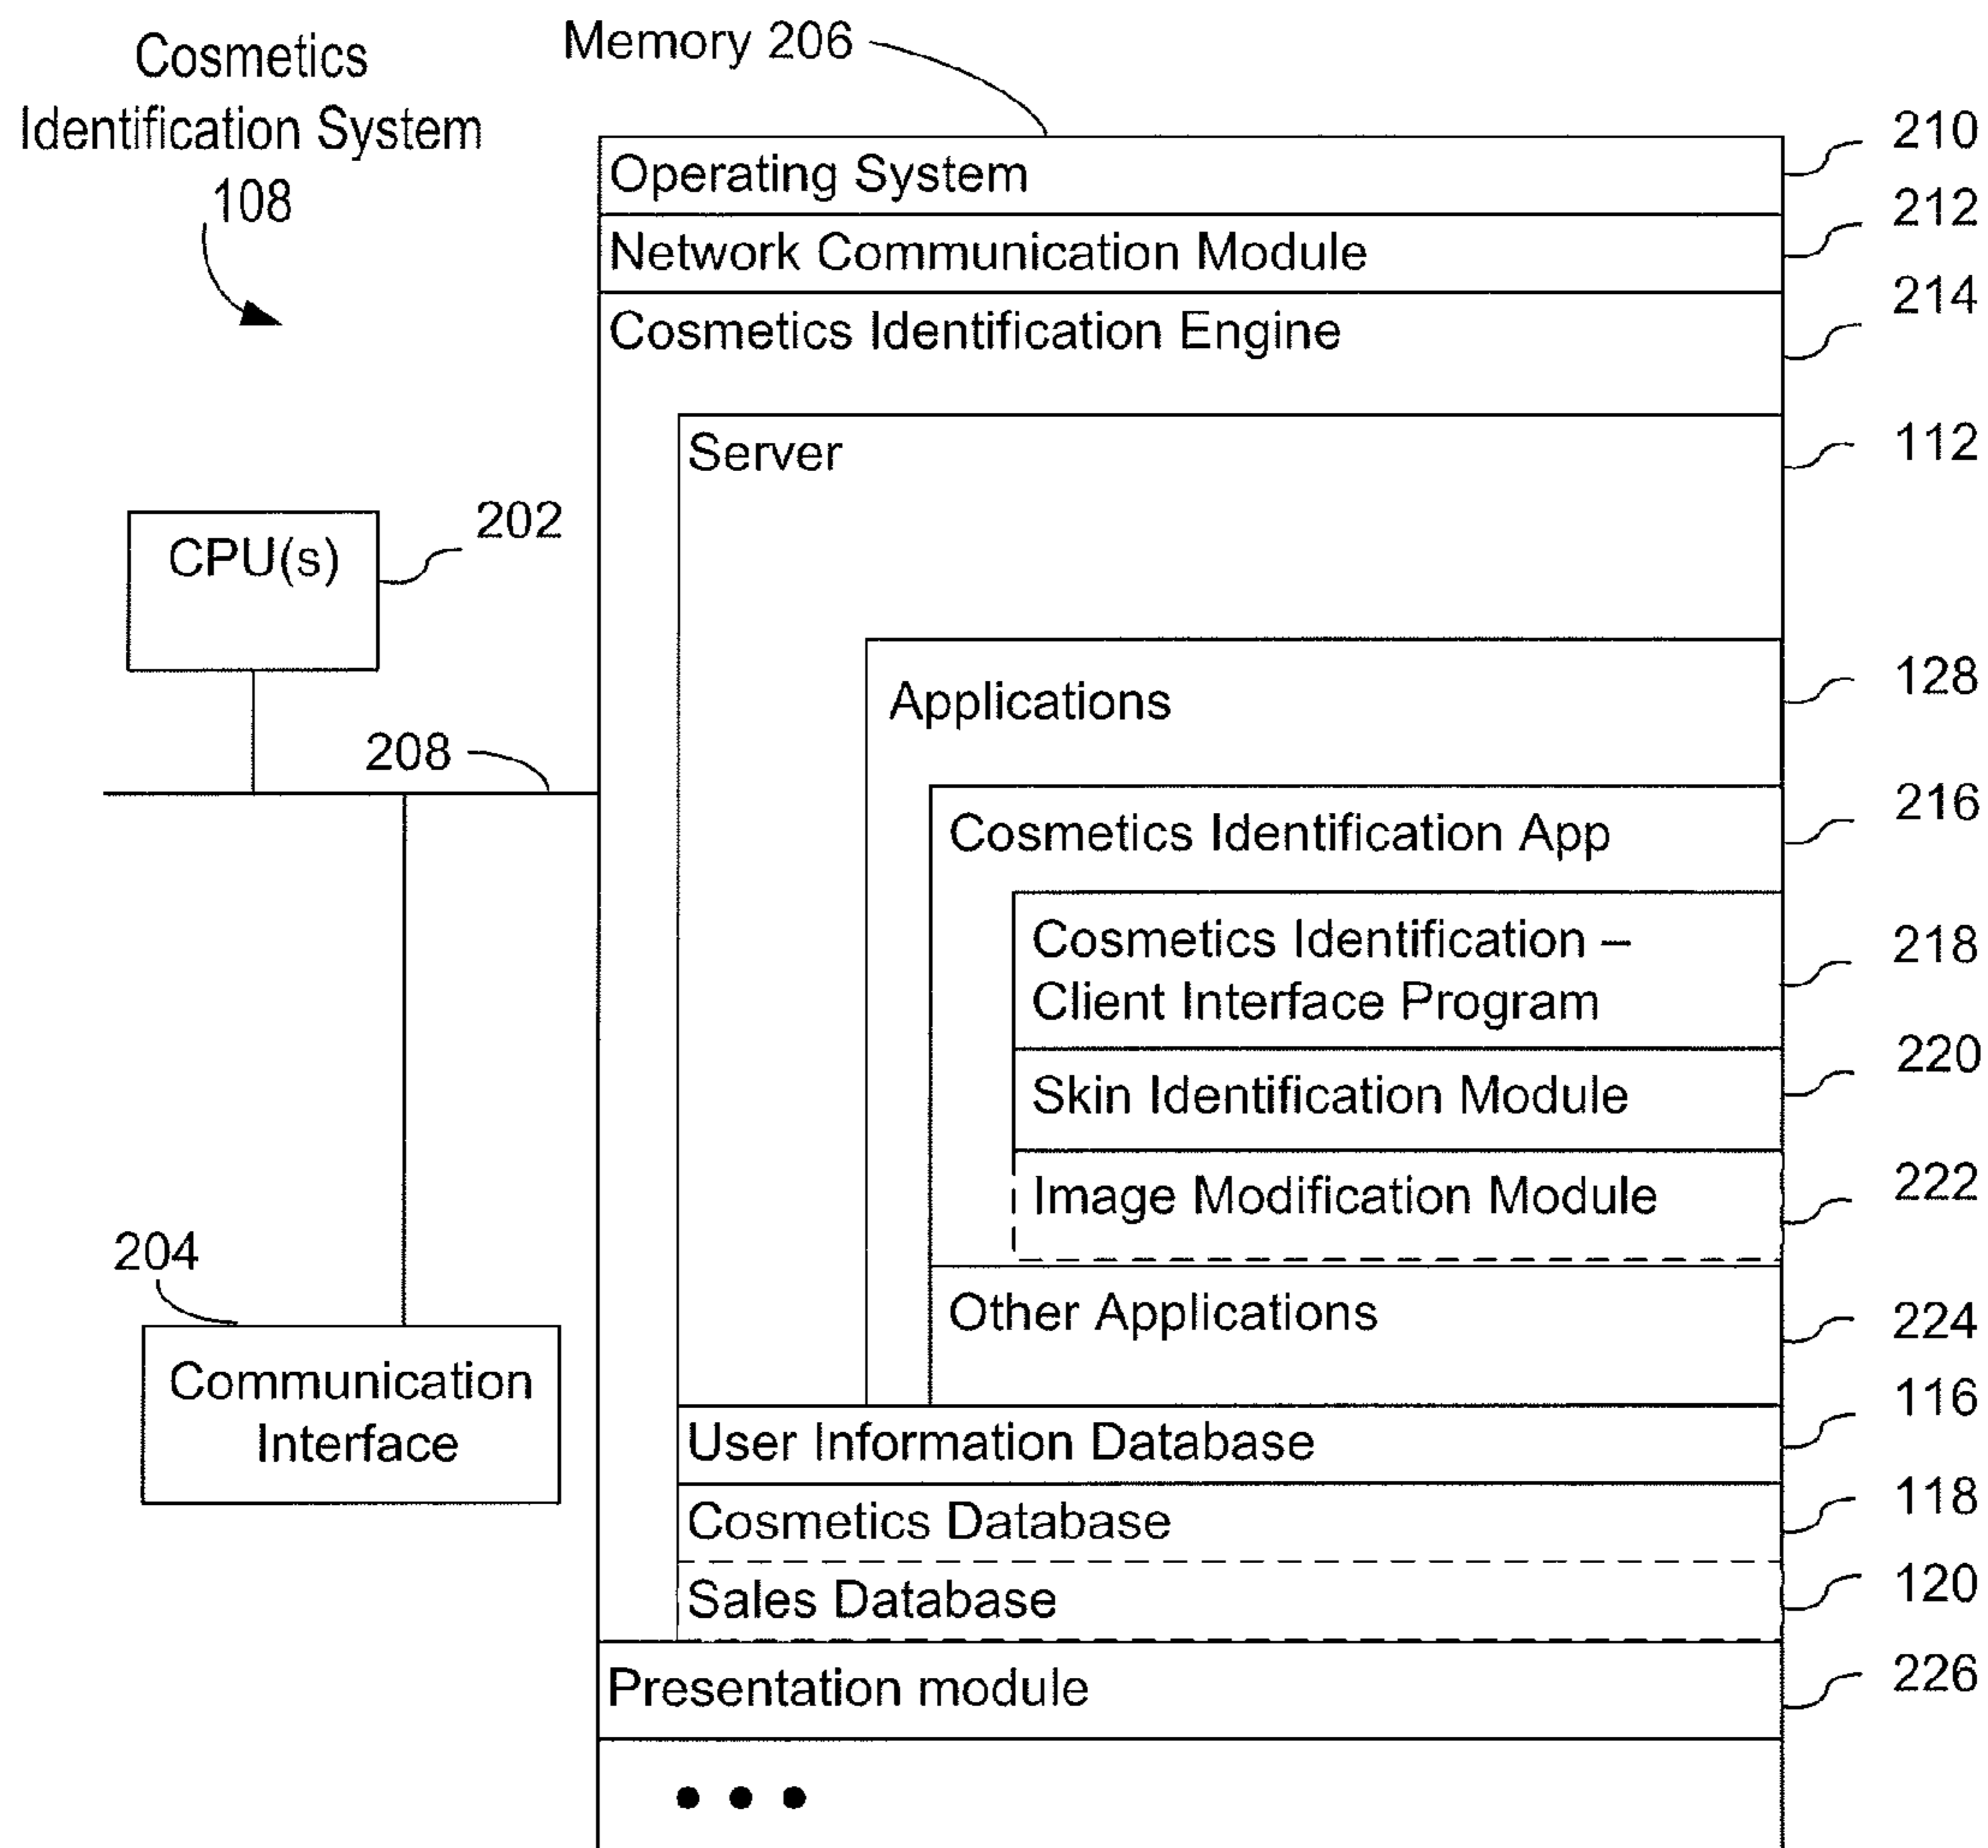 Cosmetics
Identification System
108
Memory 206
Operating System
210
Network Communication Module
212
Cosmetics Identification Engine
214
Server
112
CPU(s)
202
Applications
128
208
Cosmetics Identification App
216
Cosmetics Identification –
Client Interface Program
218
Skin Identification Module
220
Image Modification Module
222
204
Communication
Interface
Other Applications
224
User Information Database
116
Cosmetics Database
118
Sales Database
120
Presentation module
226
• • •